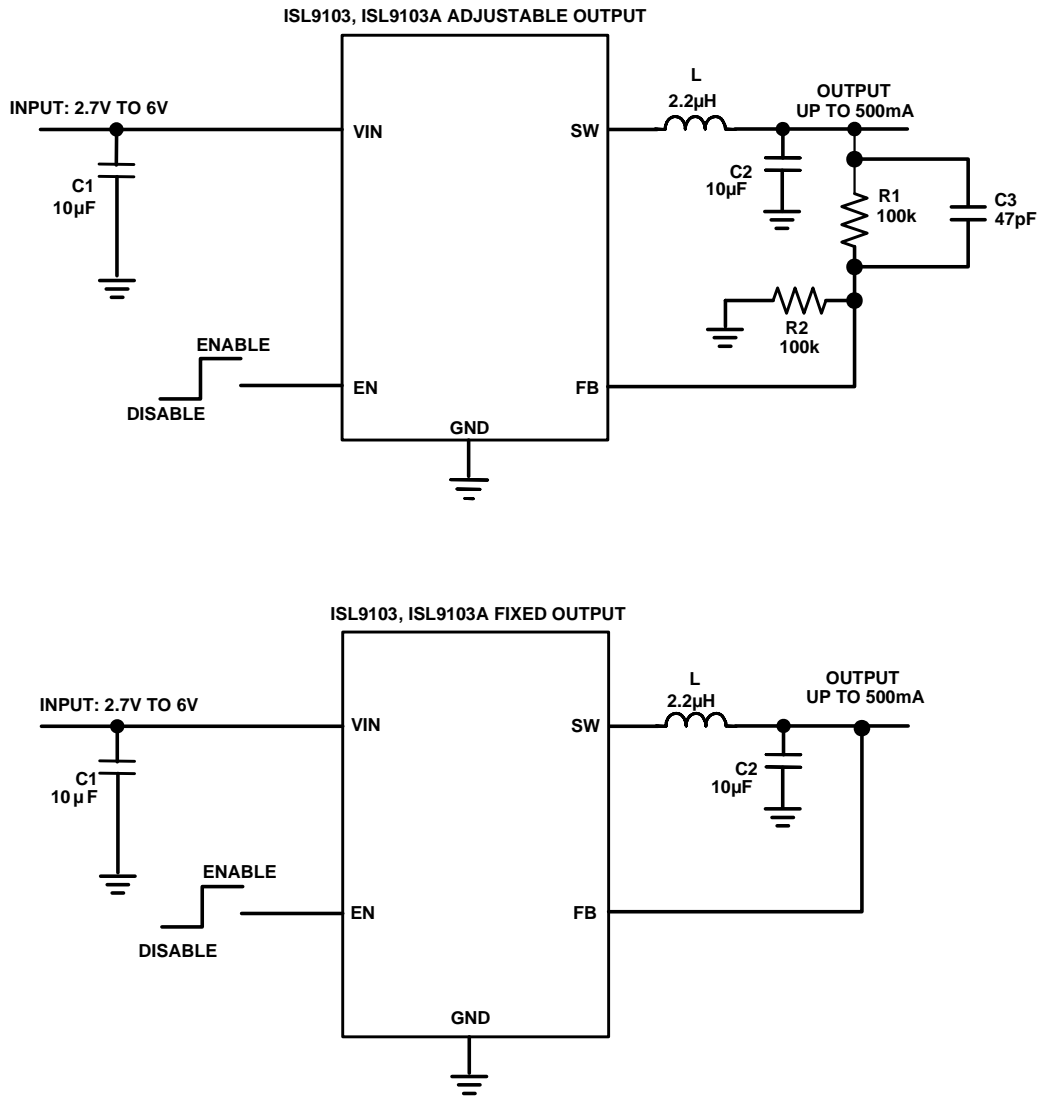 ISL9103, ISL9103A ADJUSTABLE OUTPUT
INPUT: 2.7V TO 6V
C1
10µF
VIN
SW
L
2.2µH
OUTPUT
UP TO 500mA
C2
10µF
R1
100k
C3
47pF
R2
100k
ENABLE
DISABLE
EN
FB
GND
ISL9103, ISL9103A FIXED OUTPUT
INPUT: 2.7V TO 6V
C1
10µF
VIN
SW
L
2.2µH
OUTPUT
UP TO 500mA
C2
10µF
ENABLE
DISABLE
EN
FB
GND